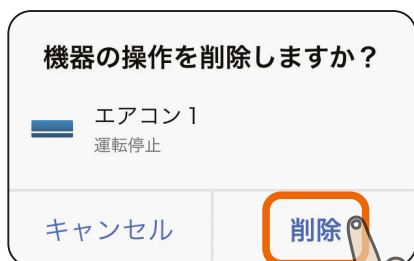 機器の操作を削除しますか？
エアコン1
運転停止
キャンセル
削除